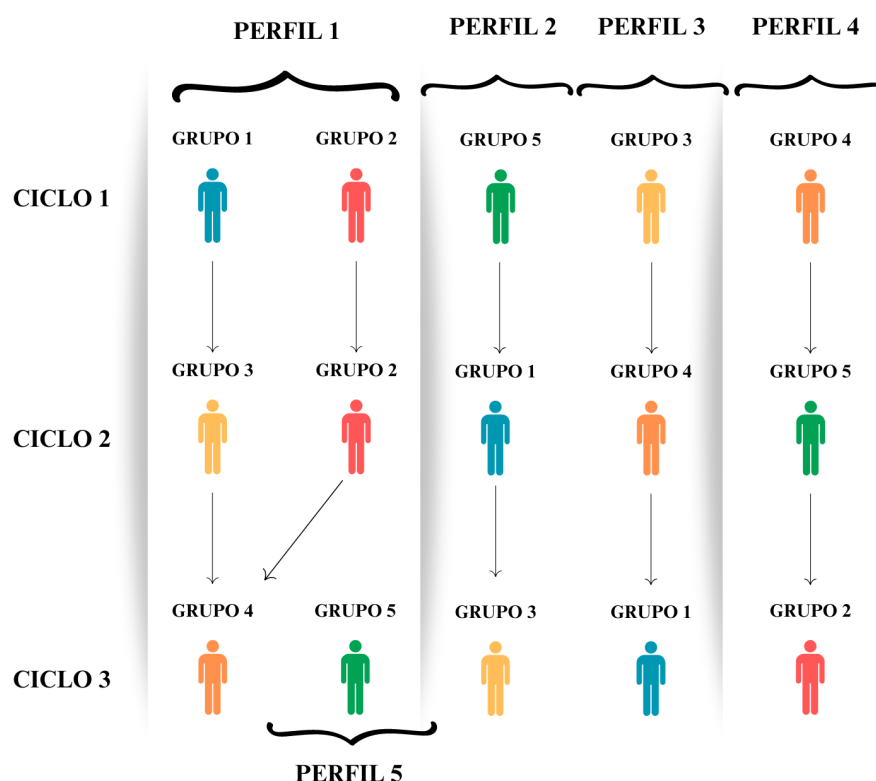 PERFIL 1
PERFIL 2
PERFIL 3
PERFIL 4
GRUPO 1
GRUPO 2
GRUPO 5
GRUPO 3
GRUPO 4
CICLO 1
GRUPO 3
GRUPO 2
GRUPO 1
GRUPO 4
GRUPO 5
CICLO 2
GRUPO 4
GRUPO 5
GRUPO 3
GRUPO 1
GRUPO 2
CICLO 3
PERFIL 5